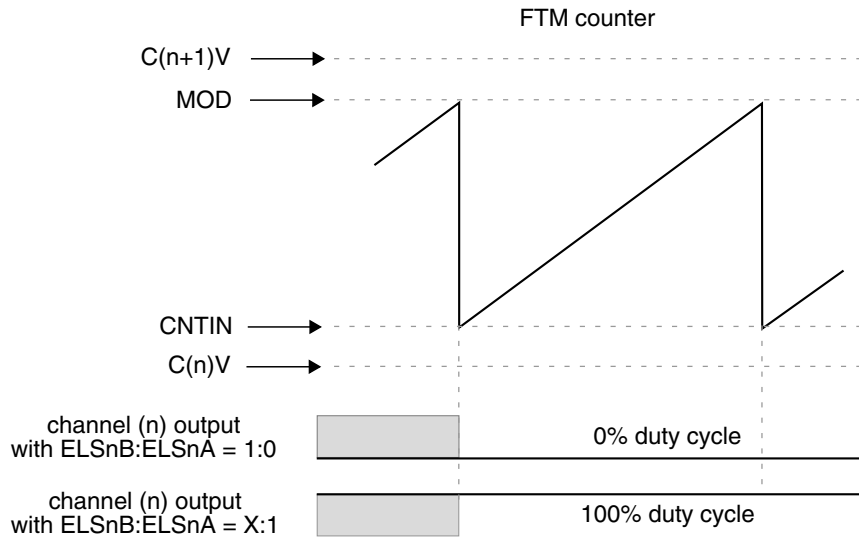 FTM counter
C(n+1)V
MOD
CNTIN
C(n)V
channel (n) output
with ELSnB:ELSnA = 1:0
0% duty cycle
channel (n) output
with ELSnB:ELSnA = X:1
100% duty cycle